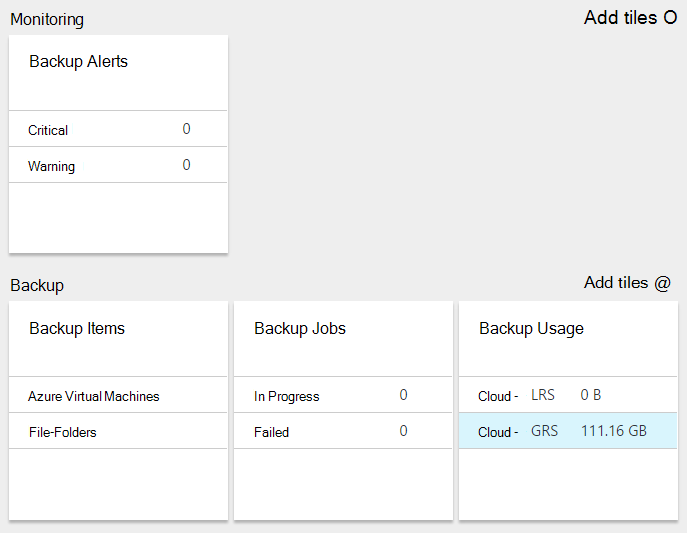 Monitoring
Add tiles O
Backup Alerts
Critical 0
Warning 0
Backup
Add tiles @
Backup Items
Azure Virtual Machines
File-Folders
Backup Jobs
In Progress 0
Failed 0
Backup Usage
Cloud - LRS 0 B
Cloud - GRS 111.16 GB